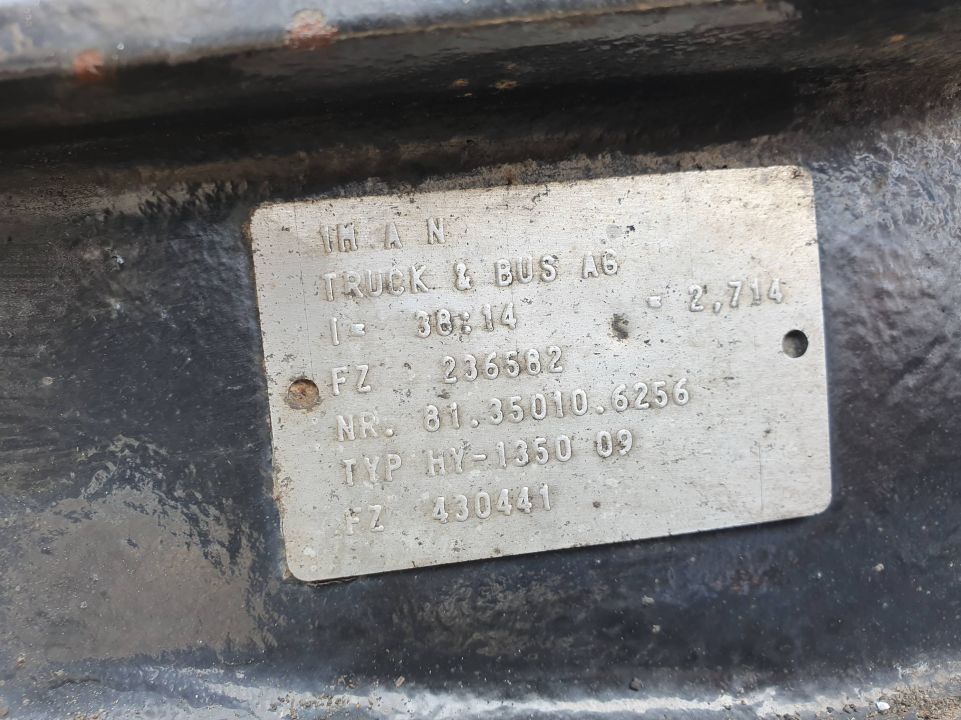 1M A N
TRUCK & BUS AG
I= 38:14 = 2,714
FZ 236582
NR. 81.35010.6256
TYP HY-1350 09
FZ 430441